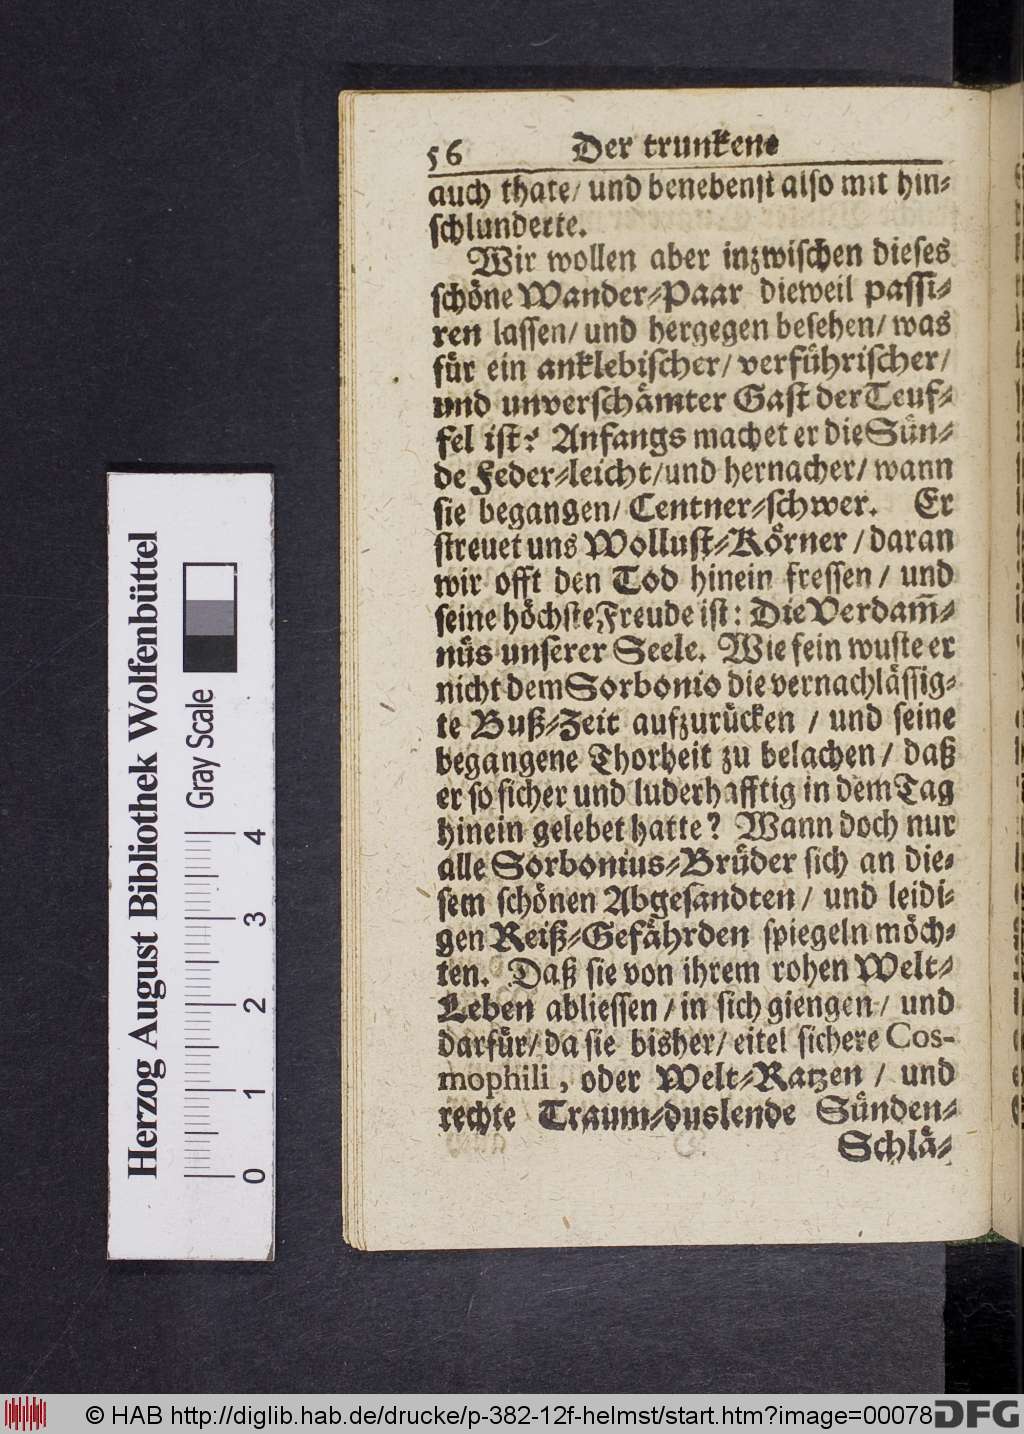 56 Der trunkene
auch thate/ und benebenst also mit hin⸗
schlunderte.
Wir wollen aber inzwischen dieses
schöne Wander⸗Paar dieweil passi⸗
ren lassen/ und hergegen besehen/ was
für ein anklebischer/ verführischer/
und unverschämter Gast der Teuf⸗
fel ist? Anfangs machet er die Sün⸗
de Feder⸗leicht/ und hernacher/ wann
sie begangen/ Centner⸗schwer. Er
streuet uns Wollust⸗Körner / daran
wir offt den Tod hinein fressen / und
seine höchste Freude ist: Die Verdam̃⸗
nüs unserer Seele. Wie fein wuste er
nicht dem Sorbonio die vernachlässig⸗
te Buß⸗Zeit aufzurücken / und seine
begangene Thorheit zu belachen / daß
er so sicher und luderhafftig in dem Tag
hinein gelebet hatte? Wann doch nur
alle Sorbonius⸗Brüder sich an die⸗
sem schönen Abgesandten / und leidi⸗
gen Reiß⸗Gefährden spiegeln möch⸗
ten. Daß sie von ihrem rohen Welt⸗
Leben abliessen / in sich giengen / und
darfür/ da sie bisher/ eitel sichere Cos-
mophili, oder Welt⸗Ratzen / und
rechte Traum⸗duslende Sünden⸗
Schlä⸗
Herzog August Bibliothek Wolfenbüttel
Gray Scale
0 1 2 3 4
© HAB http://diglib.hab.de/drucke/p-382-12f-helmst/start.htm?image=00078
DFG